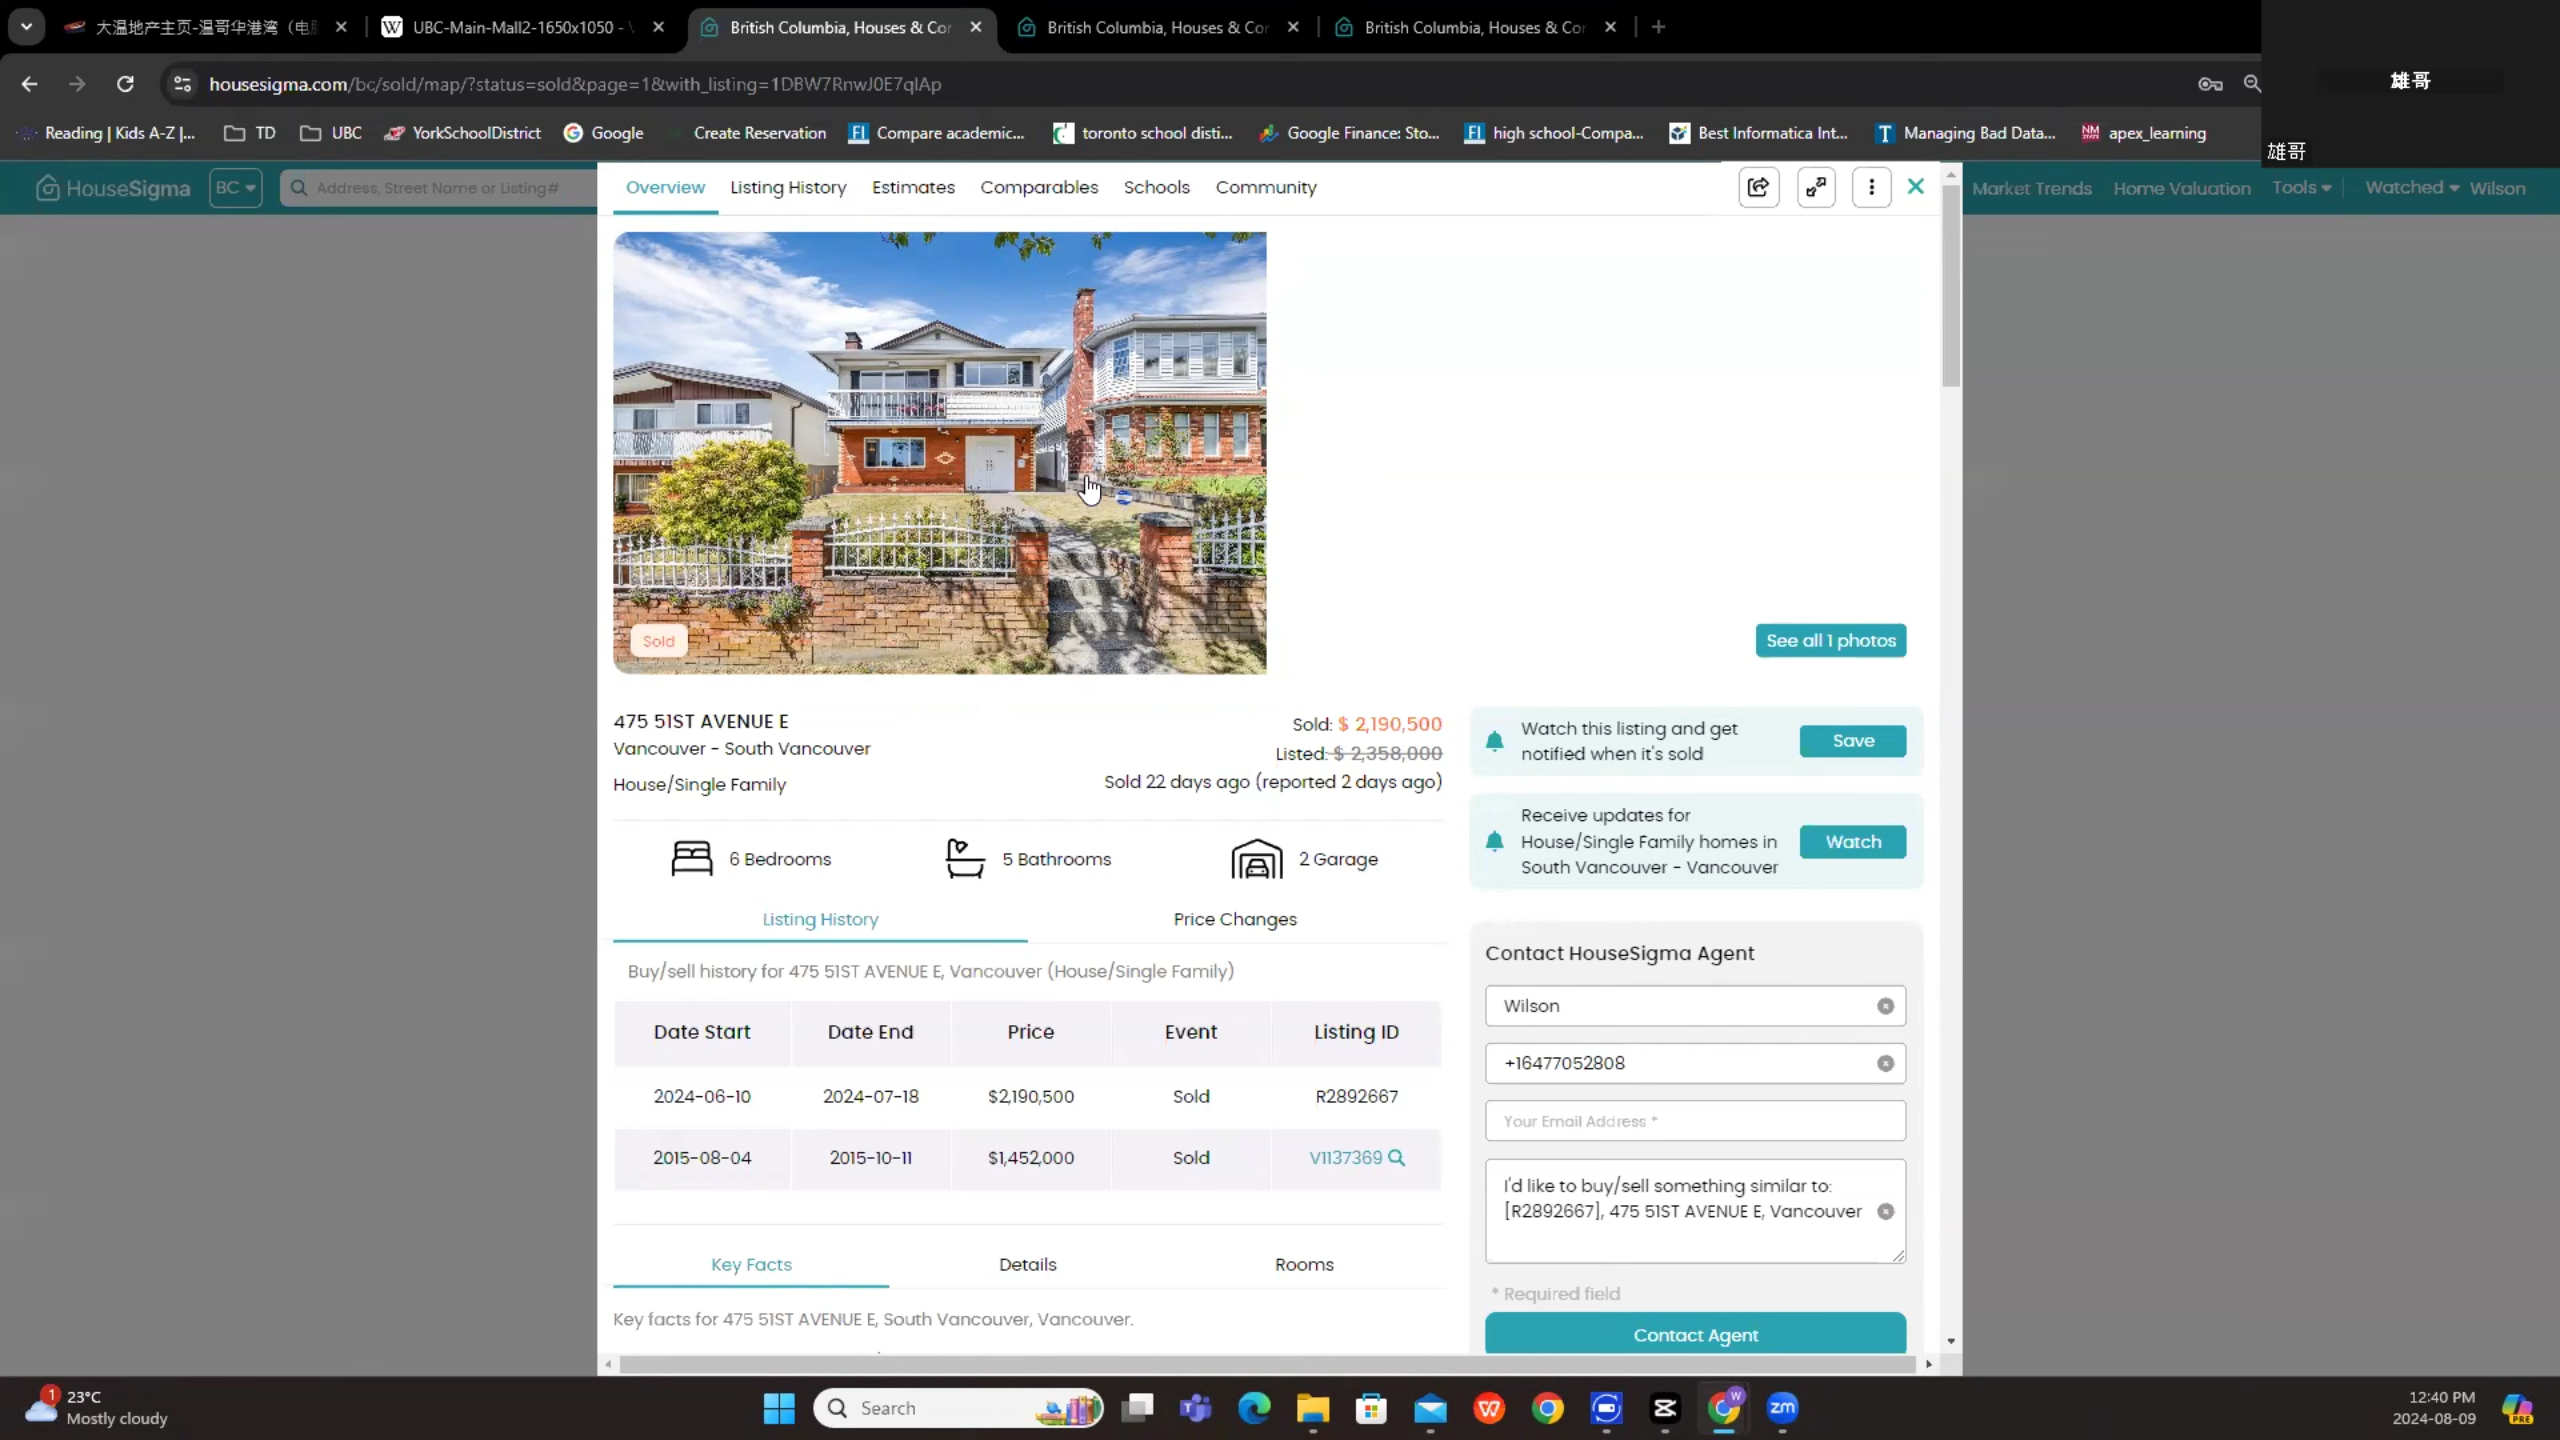 大温地产主页-温哥华港湾（电
UBC-Main-Mall2-1650x1050 -
British Columbia, Houses & Cor
British Columbia, Houses & Cor
British Columbia, Houses & Cor
housesigma.com/bc/sold/map/?status=sold&page=1&with_listing=1DBW7RnwJ0E7qlAp
雄哥
雄哥
Reading | Kids A-Z |...
TD
UBC
YorkSchoolDistrict
Google
Create Reservation
Compare academic...
toronto school disti...
Google Finance: Sto...
high school-Compa...
Best Informatica Int...
Managing Bad Data...
apex_learning
HouseSigma
BC
Address, Street Name or Listing#
Overview
Listing History
Estimates
Comparables
Schools
Community
Market Trends
Home Valuation
Tools
Watched
Wilson
Sold
See all 1 photos
475 51ST AVENUE E
Vancouver - South Vancouver
House/Single Family
Sold: $ 2,190,500
Listed: $ 2,358,000
Sold 22 days ago (reported 2 days ago)
Watch this listing and get
notified when it's sold
Save
Receive updates for
House/Single Family homes in
South Vancouver - Vancouver
Watch
6 Bedrooms
5 Bathrooms
2 Garage
Listing History
Price Changes
Buy/sell history for 475 51ST AVENUE E, Vancouver (House/Single Family)
Date Start Date End Price Event Listing ID
2024-06-10 2024-07-18 $2,190,500 Sold R2892667
2015-08-04 2015-10-11 $1,452,000 Sold V1137369
Key Facts
Details
Rooms
Key facts for 475 51ST AVENUE E, South Vancouver, Vancouver.
Contact HouseSigma Agent
Wilson
+16477052808
Your Email Address *
I'd like to buy/sell something similar to:
[R2892667], 475 51ST AVENUE E, Vancouver
* Required field
Contact Agent
1
23°C
Mostly cloudy
Search
zm
12:40 PM
2024-08-09
PRE